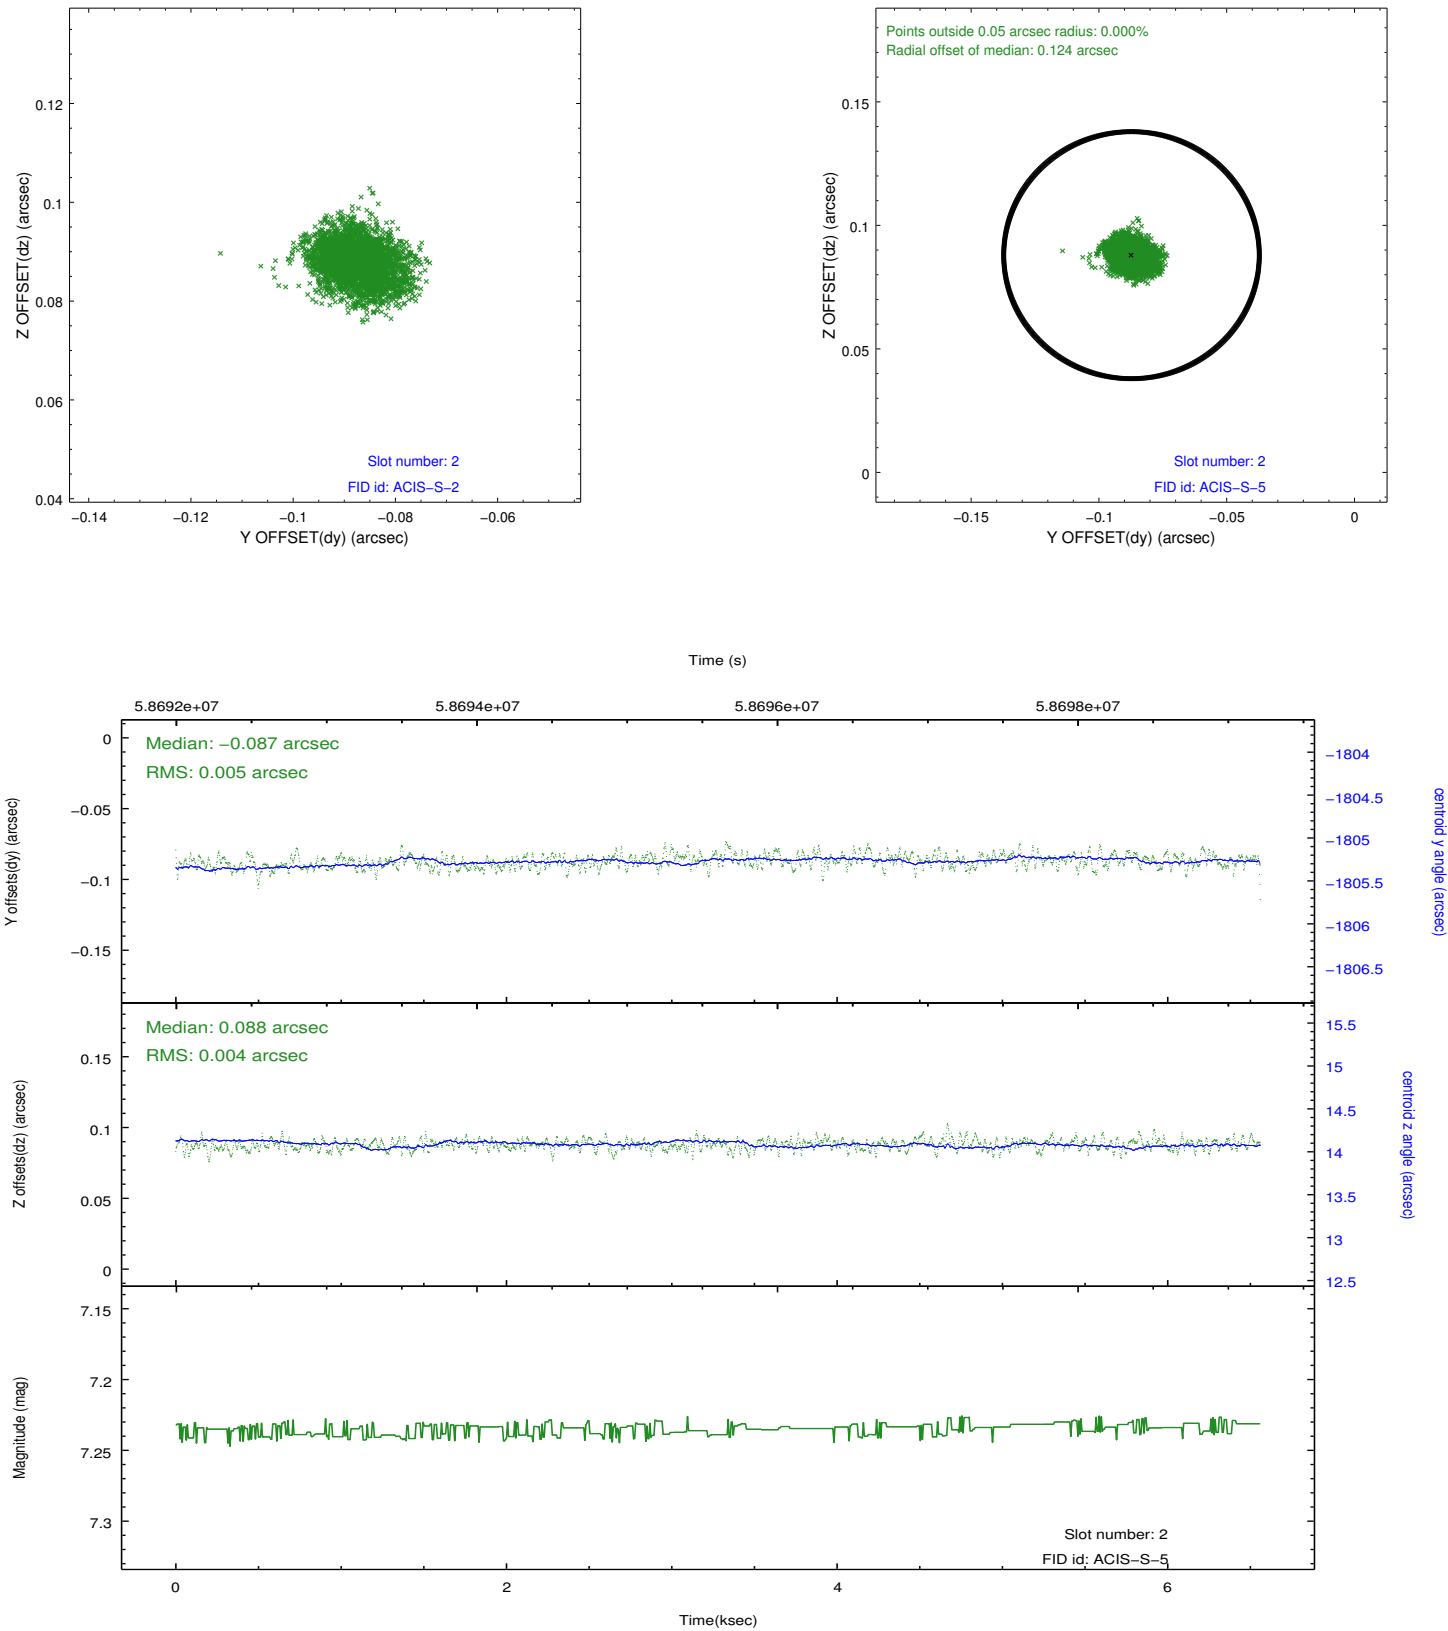 0.12
0.1
0.08
0.06
0.04
Z OFFSET(dz) (arcsec)
Slot number: 2
FID id: ACIS−S−2
−0.14
−0.12
−0.1
−0.08
−0.06
Y OFFSET(dy) (arcsec)
Points outside 0.05 arcsec radius: 0.000%
Radial offset of median: 0.124 arcsec
0.15
0.1
0.05
0
Z OFFSET(dz) (arcsec)
Slot number: 2
FID id: ACIS−S−5
−0.15
−0.1
−0.05
0
Y OFFSET(dy) (arcsec)
Time (s)
5.8692e+07
5.8694e+07
5.8696e+07
5.8698e+07
Median: −0.087 arcsec
RMS: 0.005 arcsec
0
−0.05
−0.1
−0.15
Y offsets(dy) (arcsec)
−1804
−1804.5
−1805
−1805.5
−1806
−1806.5
centroid y angle (arcsec)
Median: 0.088 arcsec
RMS: 0.004 arcsec
0.15
0.1
0.05
0
Z offsets(dz) (arcsec)
15.5
15
14.5
14
13.5
13
12.5
centroid z angle (arcsec)
7.15
7.2
7.25
7.3
Magnitude (mag)
Slot number: 2
FID id: ACIS−S−5
0
2
4
6
Time(ksec)